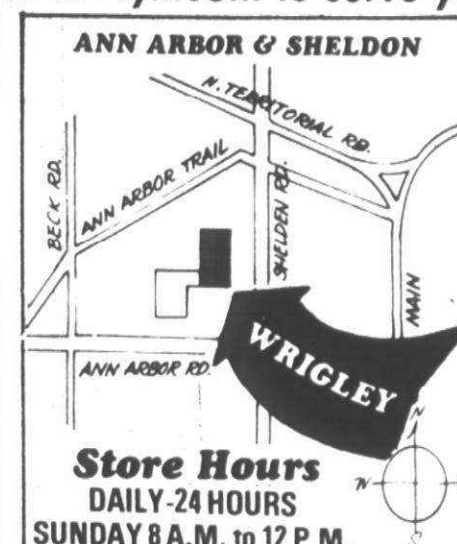 ANN ARBOR & SHELDON
N. TERRITORIAL RD.
ANN ARBOR TRAIL
BECK RD.
SHELDEN RD.
MAIN
WRIGLEY
ANN ARBOR RD.
N
W
S
Store Hours
DAILY-24 HOURS
SUNDAY 8 A.M. to 12 P.M.